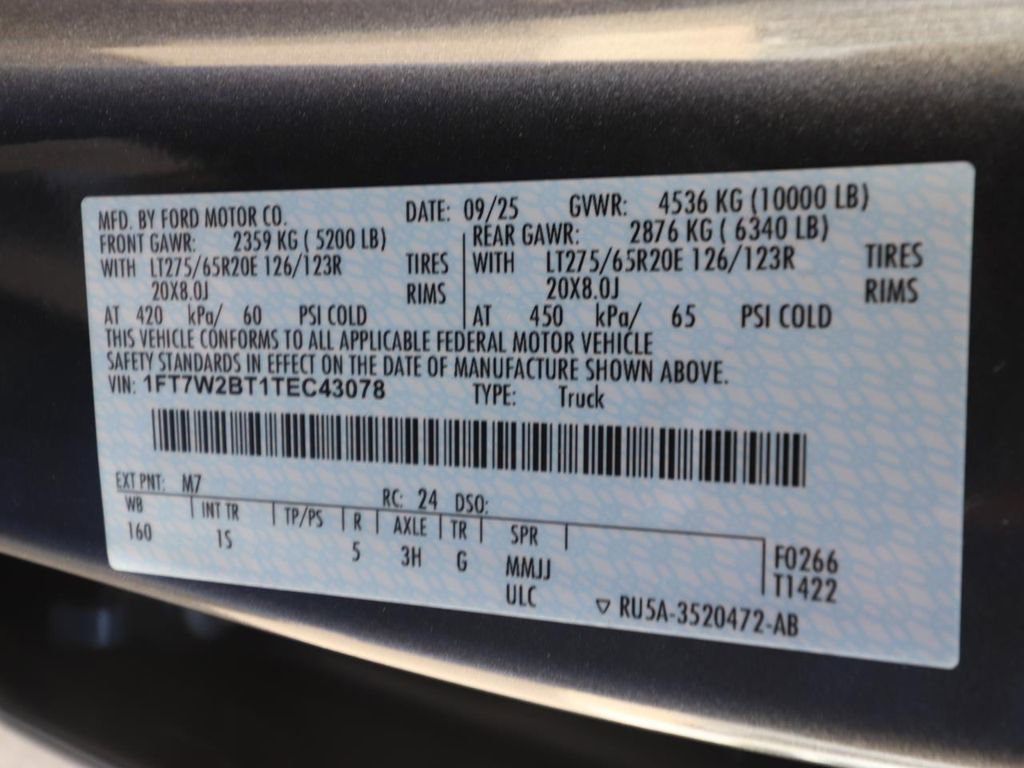 MFD. BY FORD MOTOR CO. DATE: 09/25 GVWR: 4536 KG (10000 LB)
FRONT GAWR: 2359 KG ( 5200 LB) REAR GAWR: 2876 KG ( 6340 LB)
WITH LT275/65R20E 126/123R TIRES WITH LT275/65R20E 126/123R TIRES
20X8.0J RIMS 20X8.0J RIMS
AT 420 kPa/ 60 PSI COLD AT 450 kPa/ 65 PSI COLD
THIS VEHICLE CONFORMS TO ALL APPLICABLE FEDERAL MOTOR VEHICLE
SAFETY STANDARDS IN EFFECT ON THE DATE OF MANUFACTURE SHOWN ABOVE.
VIN: 1FT7W2BT1TEC43078 TYPE: Truck
EXT PNT: M7 RC: 24 DSO:
WB INT TR TP/PS R AXLE TR SPR
160 1S 5 3H G MMJJ F0266
ULC T1422
▽ RU5A-3520472-AB